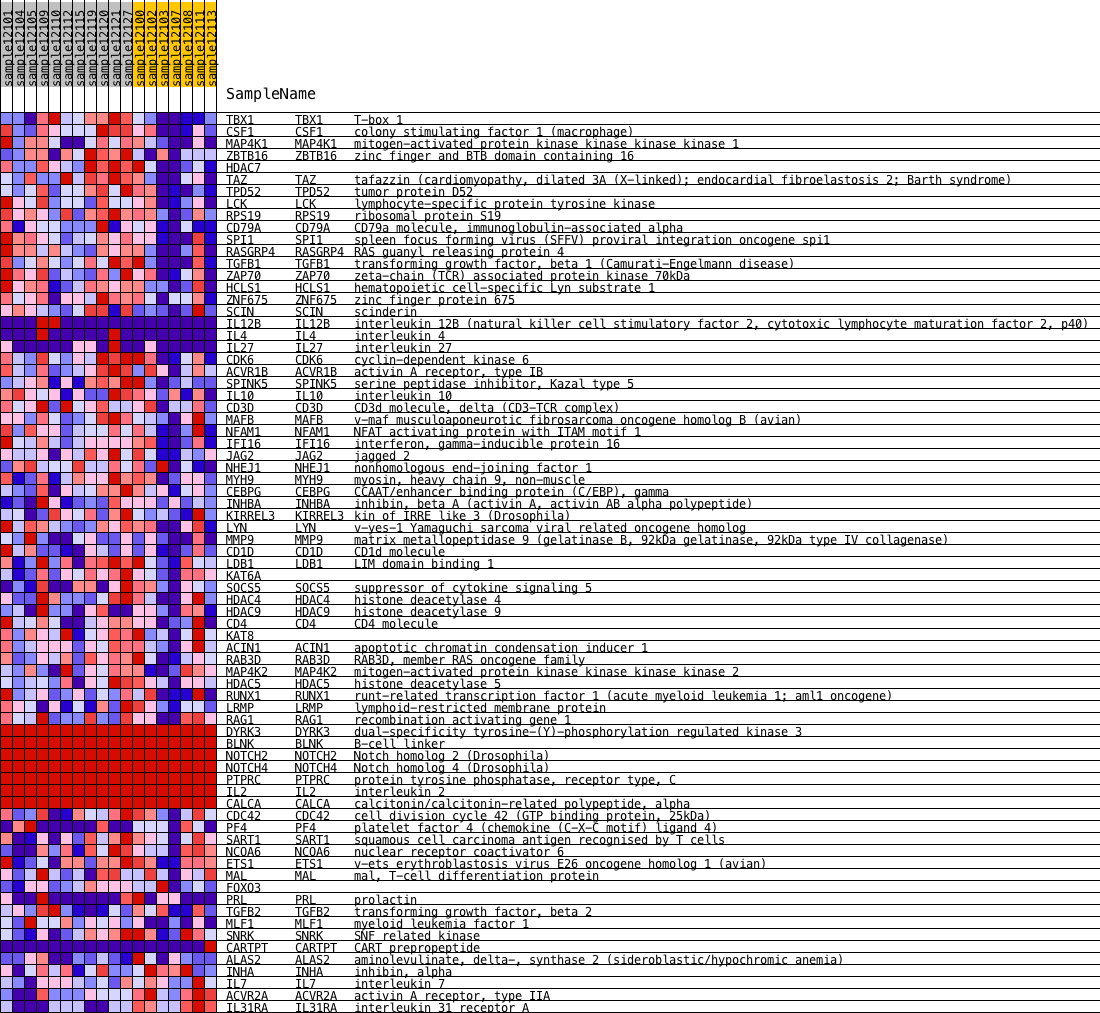 sample12101
sample12104
sample12105
sample12109
sample12110
sample12112
sample12115
sample12119
sample12120
sample12121
sample12127
sample12100
sample12102
sample12103
sample12107
sample12108
sample12111
sample12113
SampleName
TBX1 TBX1 T-box 1
CSF1 CSF1 colony stimulating factor 1 (macrophage)
MAP4K1 MAP4K1 mitogen-activated protein kinase kinase kinase kinase 1
ZBTB16 ZBTB16 zinc finger and BTB domain containing 16
HDAC7
TAZ TAZ tafazzin (cardiomyopathy, dilated 3A (X-linked); endocardial fibroelastosis 2; Barth syndrome)
TPD52 TPD52 tumor protein D52
LCK LCK lymphocyte-specific protein tyrosine kinase
RPS19 RPS19 ribosomal protein S19
CD79A CD79A CD79a molecule, immunoglobulin-associated alpha
SPI1 SPI1 spleen focus forming virus (SFFV) proviral integration oncogene spi1
RASGRP4 RASGRP4 RAS guanyl releasing protein 4
TGFB1 TGFB1 transforming growth factor, beta 1 (Camurati-Engelmann disease)
ZAP70 ZAP70 zeta-chain (TCR) associated protein kinase 70kDa
HCLS1 HCLS1 hematopoietic cell-specific Lyn substrate 1
ZNF675 ZNF675 zinc finger protein 675
SCIN SCIN scinderin
IL12B IL12B interleukin 12B (natural killer cell stimulatory factor 2, cytotoxic lymphocyte maturation factor 2, p40)
IL4 IL4 interleukin 4
IL27 IL27 interleukin 27
CDK6 CDK6 cyclin-dependent kinase 6
ACVR1B ACVR1B activin A receptor, type IB
SPINK5 SPINK5 serine peptidase inhibitor, Kazal type 5
IL10 IL10 interleukin 10
CD3D CD3D CD3d molecule, delta (CD3-TCR complex)
MAFB MAFB v-maf musculoaponeurotic fibrosarcoma oncogene homolog B (avian)
NFAM1 NFAM1 NFAT activating protein with ITAM motif 1
IFI16 IFI16 interferon, gamma-inducible protein 16
JAG2 JAG2 jagged 2
NHEJ1 NHEJ1 nonhomologous end-joining factor 1
MYH9 MYH9 myosin, heavy chain 9, non-muscle
CEBPG CEBPG CCAAT/enhancer binding protein (C/EBP), gamma
INHBA INHBA inhibin, beta A (activin A, activin AB alpha polypeptide)
KIRREL3 KIRREL3 kin of IRRE like 3 (Drosophila)
LYN LYN v-yes-1 Yamaguchi sarcoma viral related oncogene homolog
MMP9 MMP9 matrix metallopeptidase 9 (gelatinase B, 92kDa gelatinase, 92kDa type IV collagenase)
CD1D CD1D CD1d molecule
LDB1 LDB1 LIM domain binding 1
KAT6A
SOCS5 SOCS5 suppressor of cytokine signaling 5
HDAC4 HDAC4 histone deacetylase 4
HDAC9 HDAC9 histone deacetylase 9
CD4 CD4 CD4 molecule
KAT8
ACIN1 ACIN1 apoptotic chromatin condensation inducer 1
RAB3D RAB3D RAB3D, member RAS oncogene family
MAP4K2 MAP4K2 mitogen-activated protein kinase kinase kinase kinase 2
HDAC5 HDAC5 histone deacetylase 5
RUNX1 RUNX1 runt-related transcription factor 1 (acute myeloid leukemia 1; aml1 oncogene)
LRMP LRMP lymphoid-restricted membrane protein
RAG1 RAG1 recombination activating gene 1
DYRK3 DYRK3 dual-specificity tyrosine-(Y)-phosphorylation regulated kinase 3
BLNK BLNK B-cell linker
NOTCH2 NOTCH2 Notch homolog 2 (Drosophila)
NOTCH4 NOTCH4 Notch homolog 4 (Drosophila)
PTPRC PTPRC protein tyrosine phosphatase, receptor type, C
IL2 IL2 interleukin 2
CALCA CALCA calcitonin/calcitonin-related polypeptide, alpha
CDC42 CDC42 cell division cycle 42 (GTP binding protein, 25kDa)
PF4 PF4 platelet factor 4 (chemokine (C-X-C motif) ligand 4)
SART1 SART1 squamous cell carcinoma antigen recognised by T cells
NCOA6 NCOA6 nuclear receptor coactivator 6
ETS1 ETS1 v-ets erythroblastosis virus E26 oncogene homolog 1 (avian)
MAL MAL mal, T-cell differentiation protein
FOXO3
PRL PRL prolactin
TGFB2 TGFB2 transforming growth factor, beta 2
MLF1 MLF1 myeloid leukemia factor 1
SNRK SNRK SNF related kinase
CARTPT CARTPT CART prepropeptide
ALAS2 ALAS2 aminolevulinate, delta-, synthase 2 (sideroblastic/hypochromic anemia)
INHA INHA inhibin, alpha
IL7 IL7 interleukin 7
ACVR2A ACVR2A activin A receptor, type IIA
IL31RA IL31RA interleukin 31 receptor A